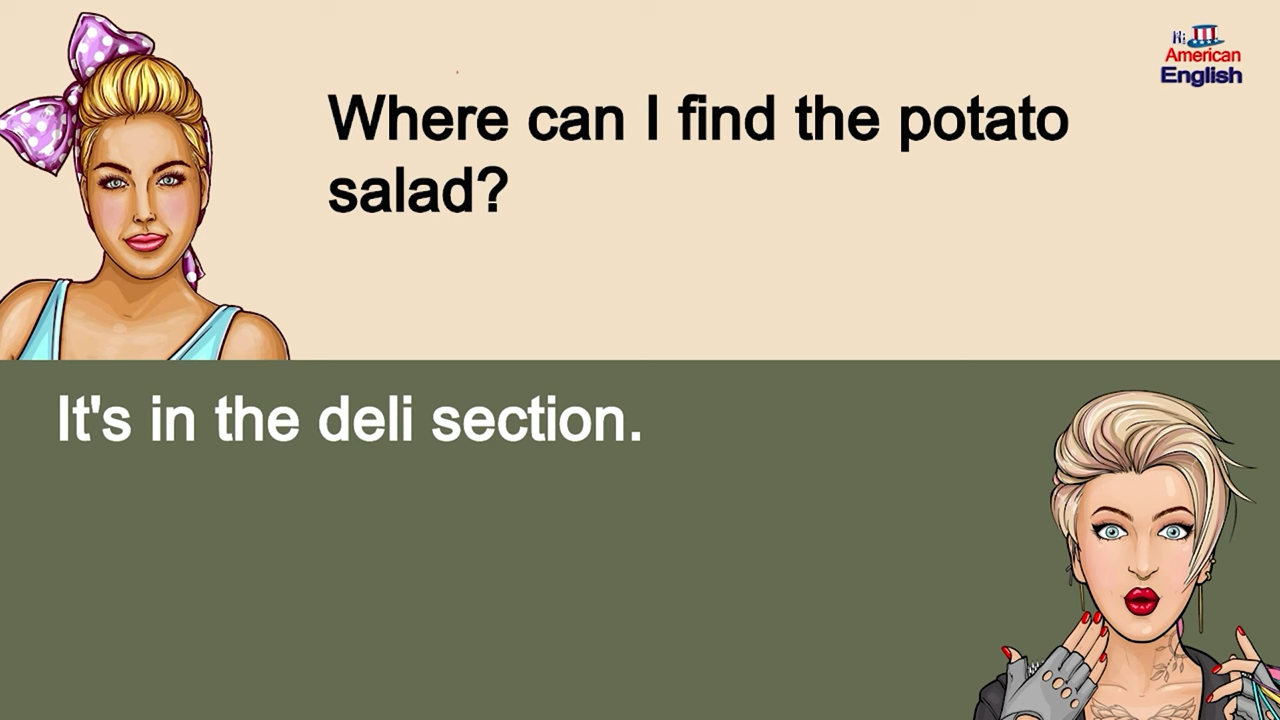 Hi
American
English
Where can I find the potato
salad?
It's in the deli section.